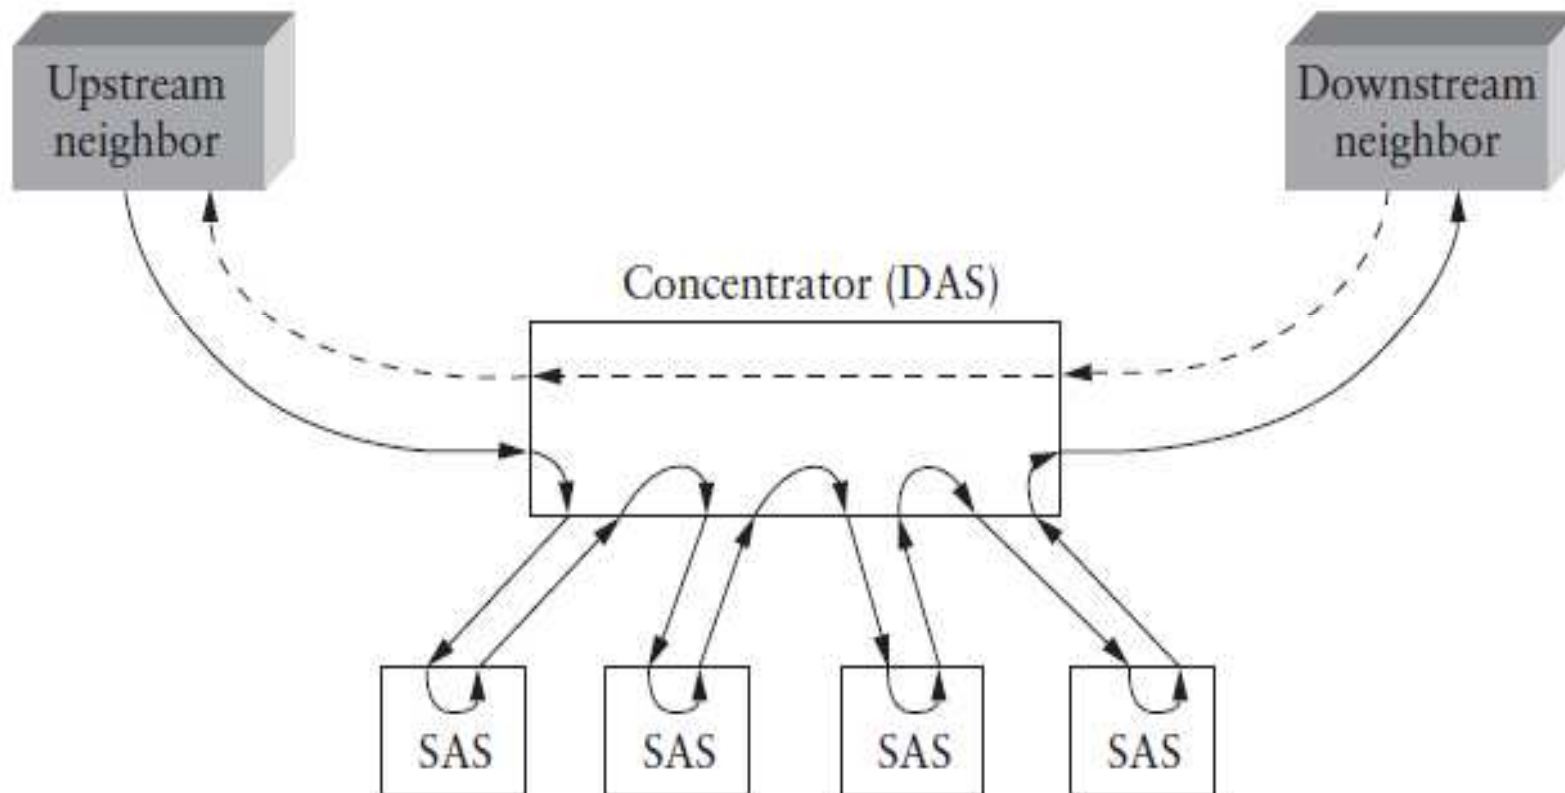 Upstream
neighbor
Downstream
neighbor
Concentrator (DAS)
SAS
SAS
SAS
SAS